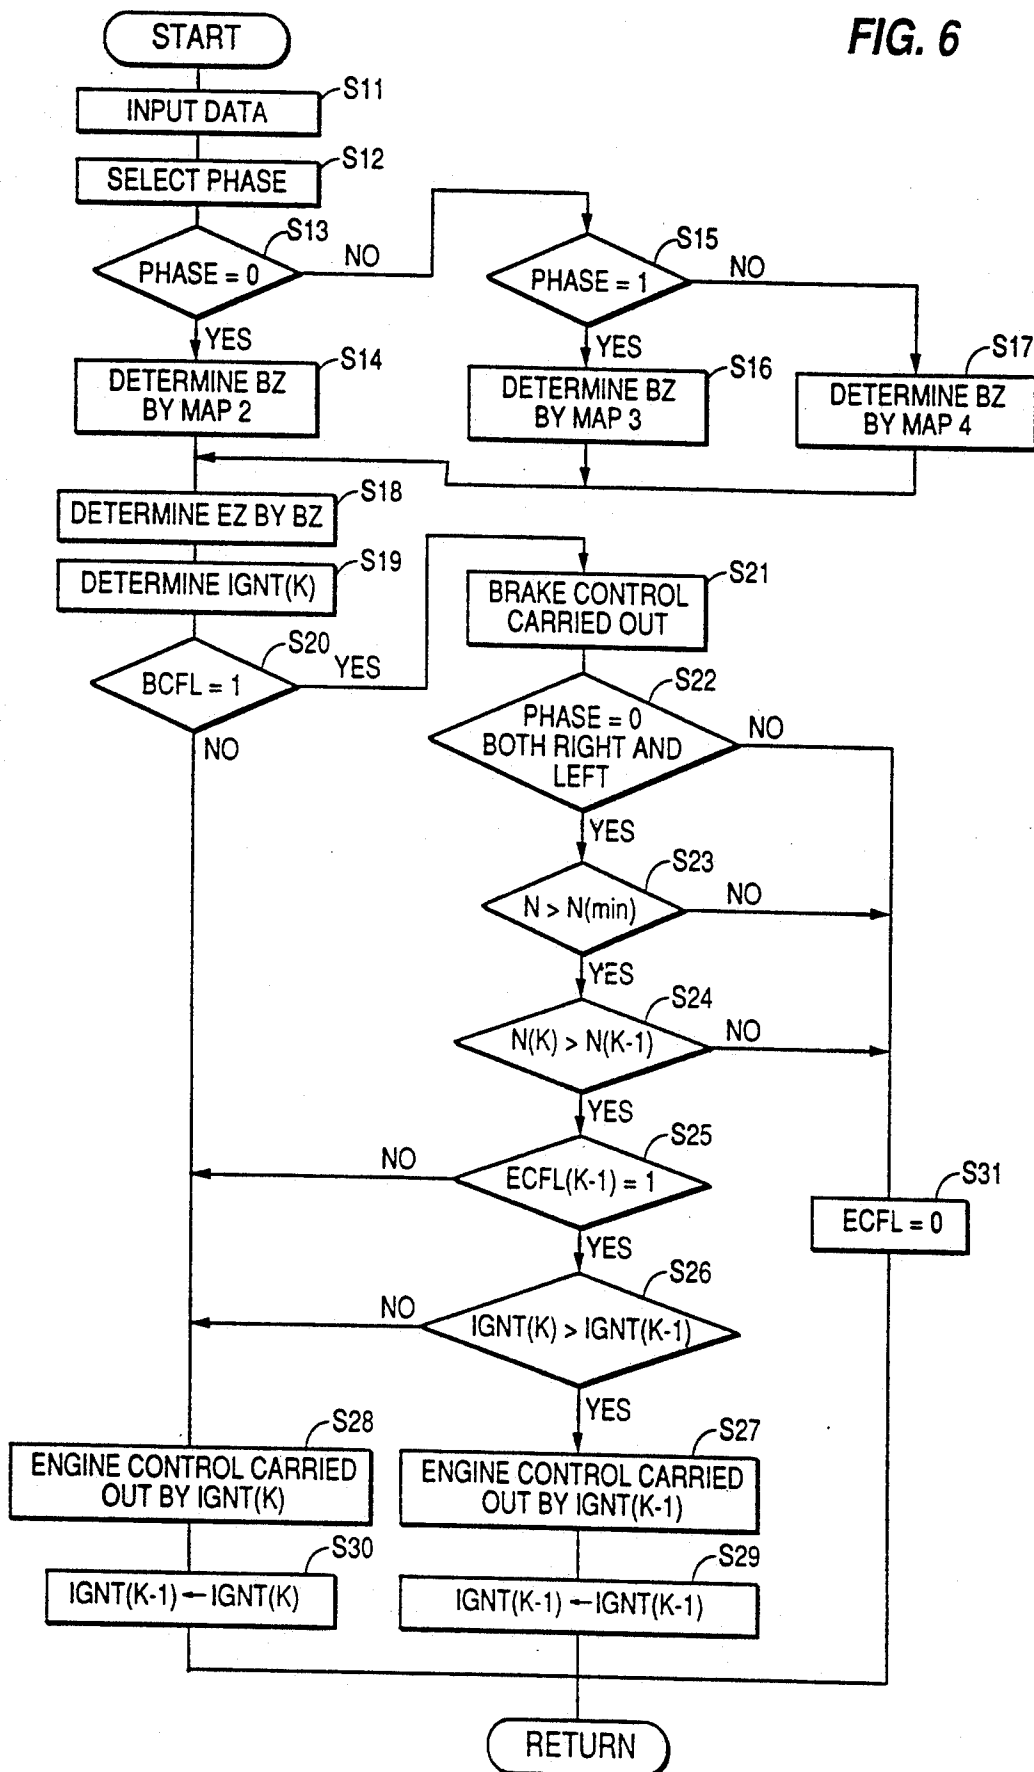 FIG. 6
START
S11
INPUT DATA
S12
SELECT PHASE
S13
PHASE = 0
NO
YES
S15
PHASE = 1
NO
YES
S14
DETERMINE BZ
BY MAP 2
S16
DETERMINE BZ
BY MAP 3
S17
DETERMINE BZ
BY MAP 4
S18
DETERMINE EZ BY BZ
S19
DETERMINE IGNT(K)
S20
BCFL = 1
YES
NO
S21
BRAKE CONTROL
CARRIED OUT
S22
PHASE = 0
BOTH RIGHT AND
LEFT
NO
YES
S23
N > N(min)
NO
YES
S24
N(K) > N(K-1)
NO
YES
S25
ECFL(K-1) = 1
NO
YES
S31
ECFL = 0
S26
IGNT(K) > IGNT(K-1)
NO
YES
S28
ENGINE CONTROL CARRIED
OUT BY IGNT(K)
S27
ENGINE CONTROL CARRIED
OUT BY IGNT(K-1)
S30
IGNT(K-1) ← IGNT(K)
S29
IGNT(K-1) ← IGNT(K-1)
RETURN